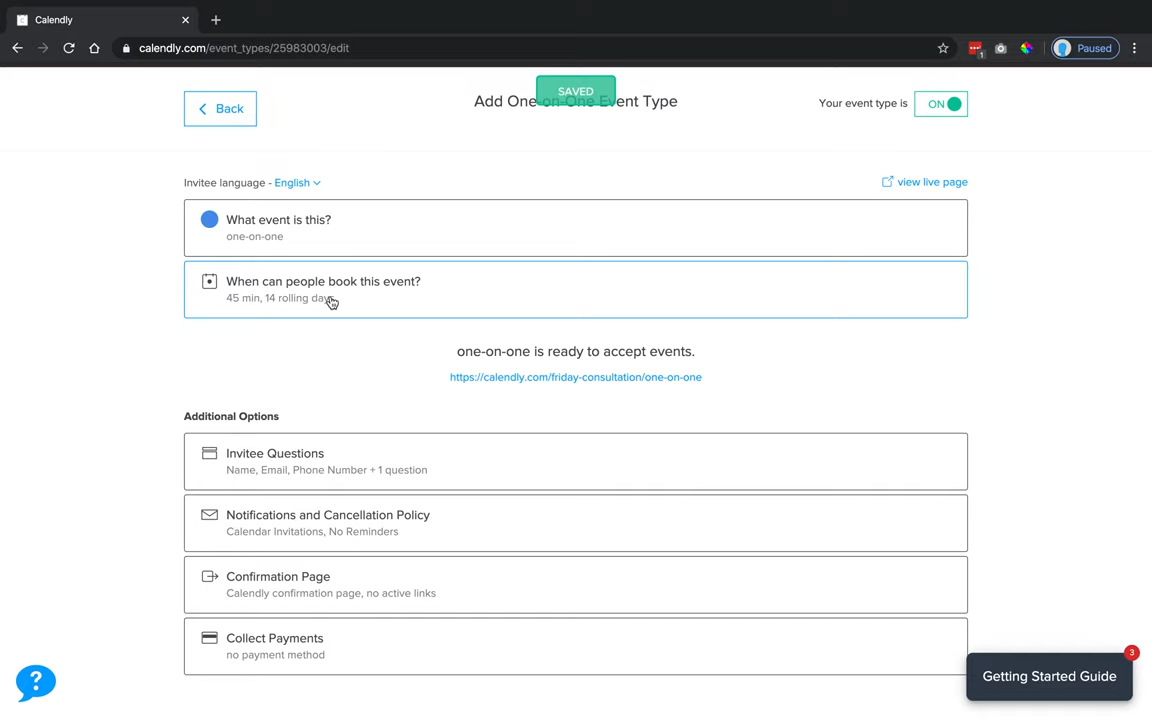 Calendly
calendly.com/event_types/25983003/edit
1
Paused
Back
SAVED
Add One-on-One Event Type
Your event type is
ON
Invitee language - English
view live page
What event is this?
one-on-one
When can people book this event?
45 min, 14 rolling days
one-on-one is ready to accept events.
https://calendly.com/friday-consultation/one-on-one
Additional Options
Invitee Questions
Name, Email, Phone Number + 1 question
Notifications and Cancellation Policy
Calendar Invitations, No Reminders
Confirmation Page
Calendly confirmation page, no active links
Collect Payments
no payment method
?
3
Getting Started Guide